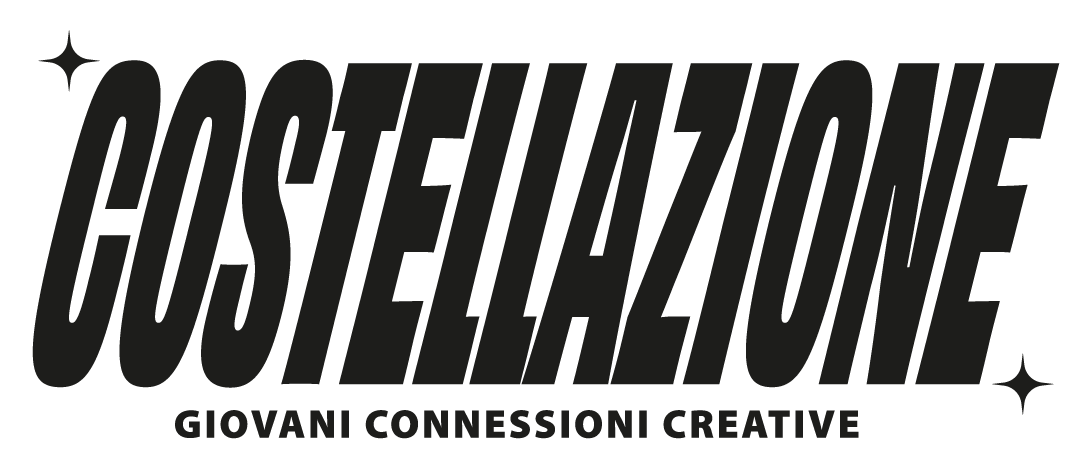 COSTELLAZIONE
GIOVANI CONNESSIONI CREATIVE